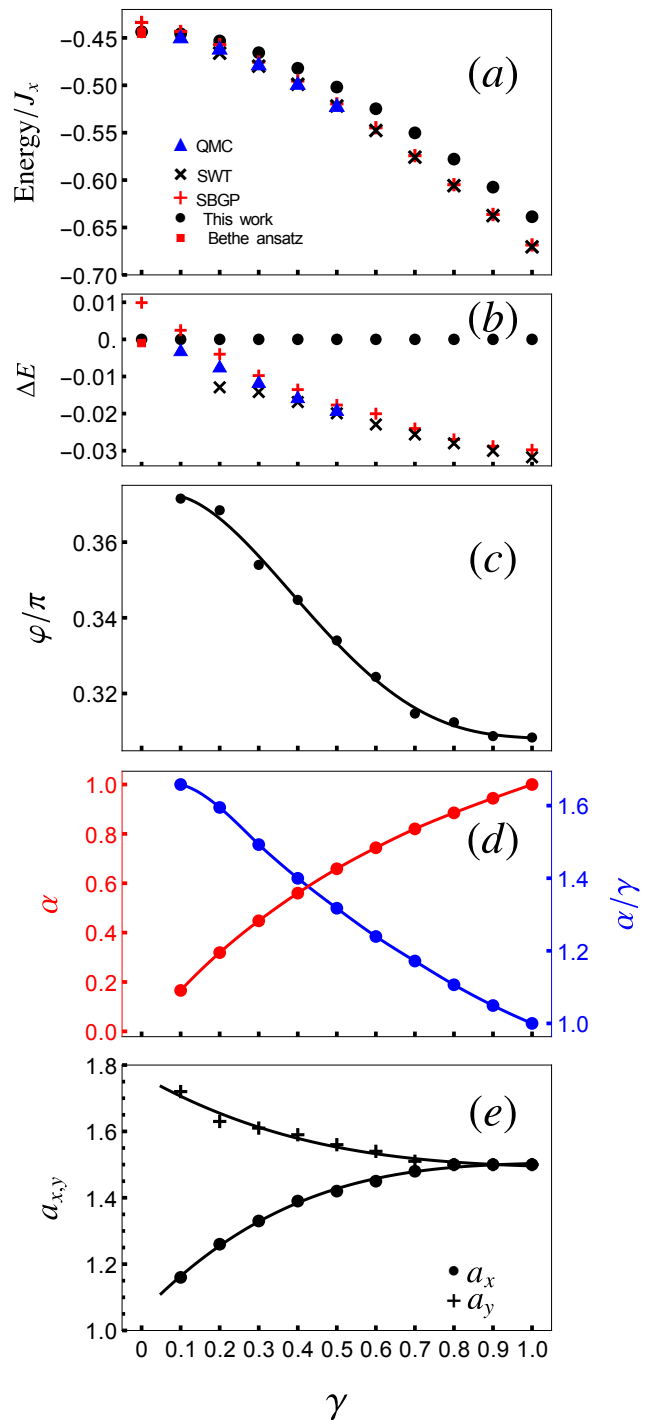 Energy/J_x
−0.45
−0.50
−0.55
−0.60
−0.65
−0.70
(a)
QMC
SWT
SBGP
This work
Bethe ansatz
ΔE
0.01
0
−0.01
−0.02
−0.03
(b)
φ/π
0.36
0.34
0.32
(c)
α
1.0
0.8
0.6
0.4
0.2
0.0
(d)
1.6
1.4
1.2
1.0
α/γ
a_{x,y}
1.8
1.6
1.4
1.2
1.0
(e)
a_x
a_y
0 0.1 0.2 0.3 0.4 0.5 0.6 0.7 0.8 0.9 1.0
γ